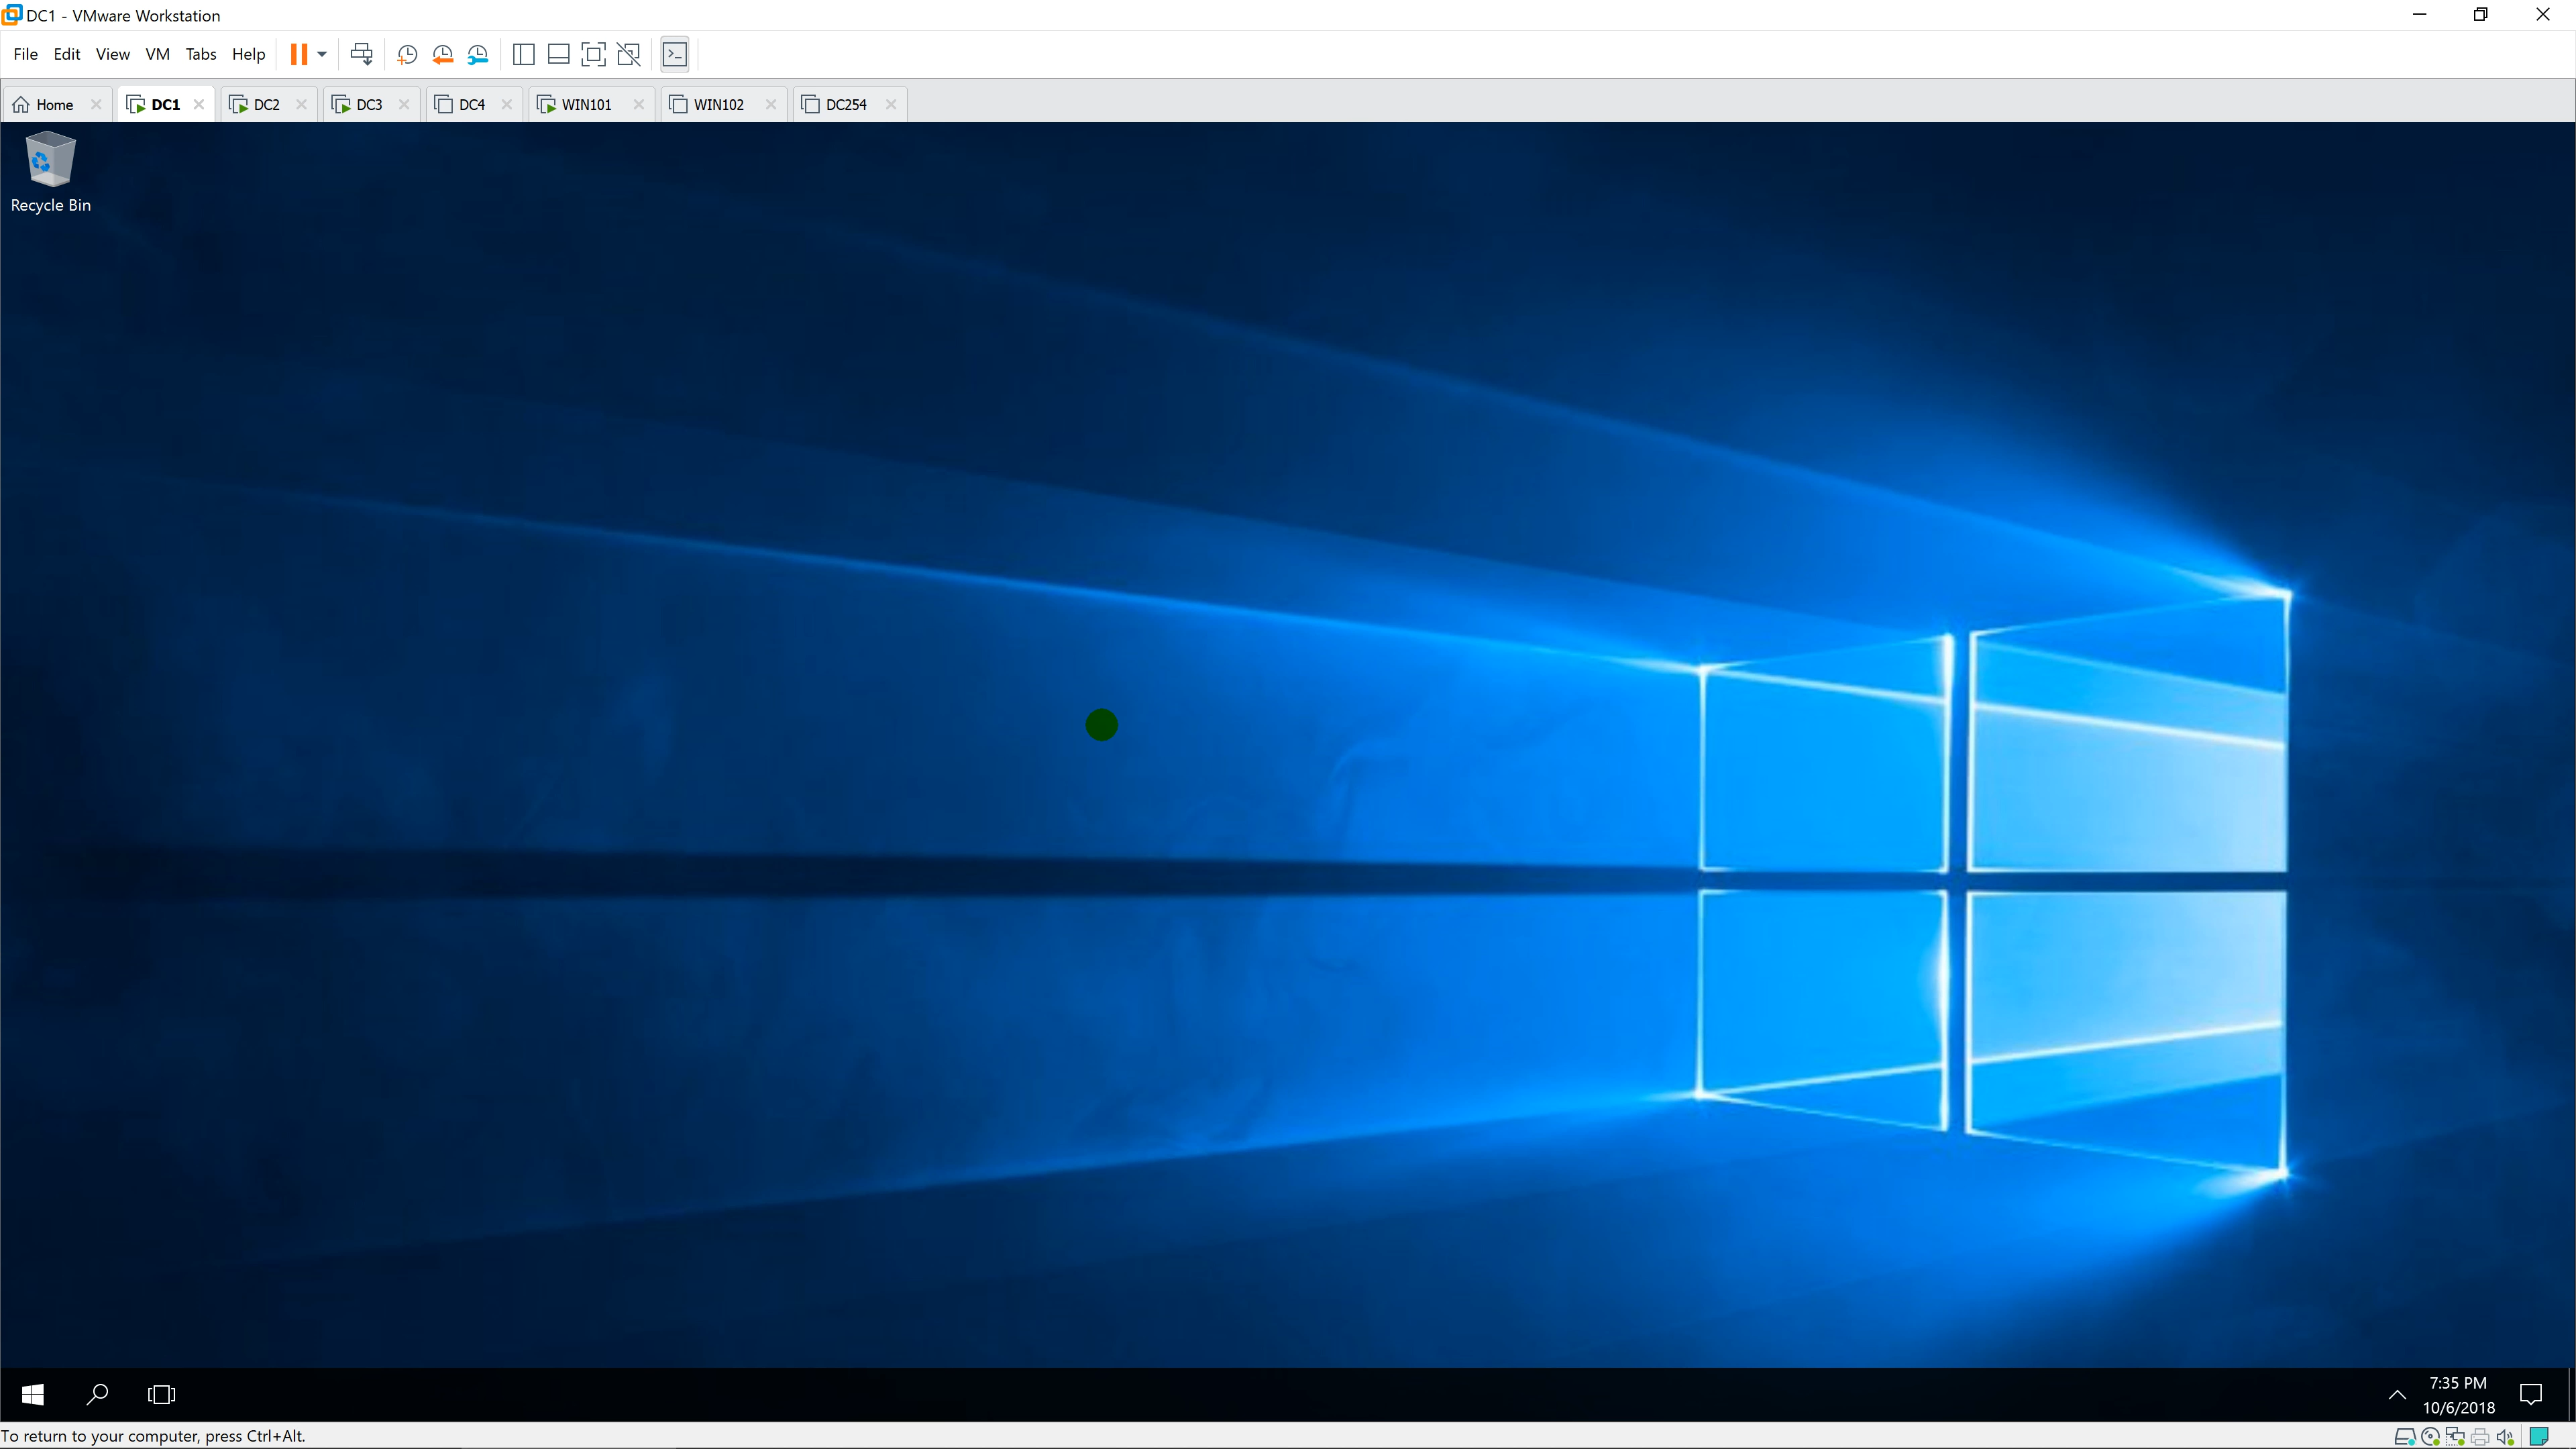 DC1 - VMware Workstation
File Edit View VM Tabs Help
Home DC1 DC2 DC3 DC4 WIN101 WIN102 DC254
Recycle Bin
7:35 PM
10/6/2018
To return to your computer, press Ctrl+Alt.